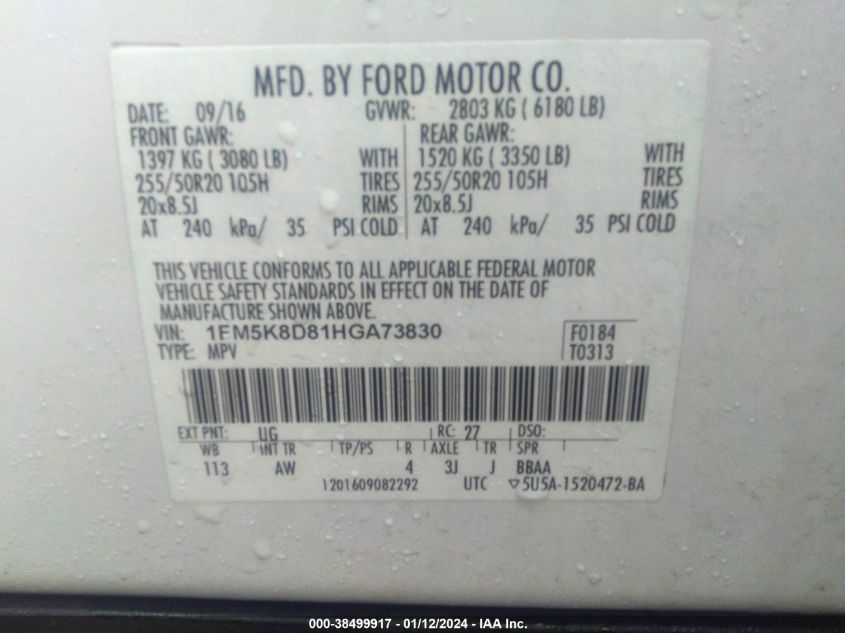 MFD. BY FORD MOTOR CO.
DATE: 09/16 GVWR: 2803 KG ( 6180 LB)
FRONT GAWR: REAR GAWR:
1397 KG ( 3080 LB) WITH 1520 KG ( 3350 LB) WITH
255/50R20 105H TIRES 255/50R20 105H TIRES
20x8.5J RIMS 20x8.5J RIMS
AT 240 kPa/ 35 PSI COLD AT 240 kPa/ 35 PSI COLD
THIS VEHICLE CONFORMS TO ALL APPLICABLE FEDERAL MOTOR
VEHICLE SAFETY STANDARDS IN EFFECT ON THE DATE OF
MANUFACTURE SHOWN ABOVE.
VIN: 1FM5K8D81HGA73830 F0184
TYPE: MPV T0313
EXT PNT: UG RC: 27 DSO:
WB INT TR TP/PS R AXLE TR SPR
113 AW 4 3J J BBAA
1201609082292 UTC ▽5U5A-1520472-BA
000-38499917 - 01/12/2024 - IAA Inc.